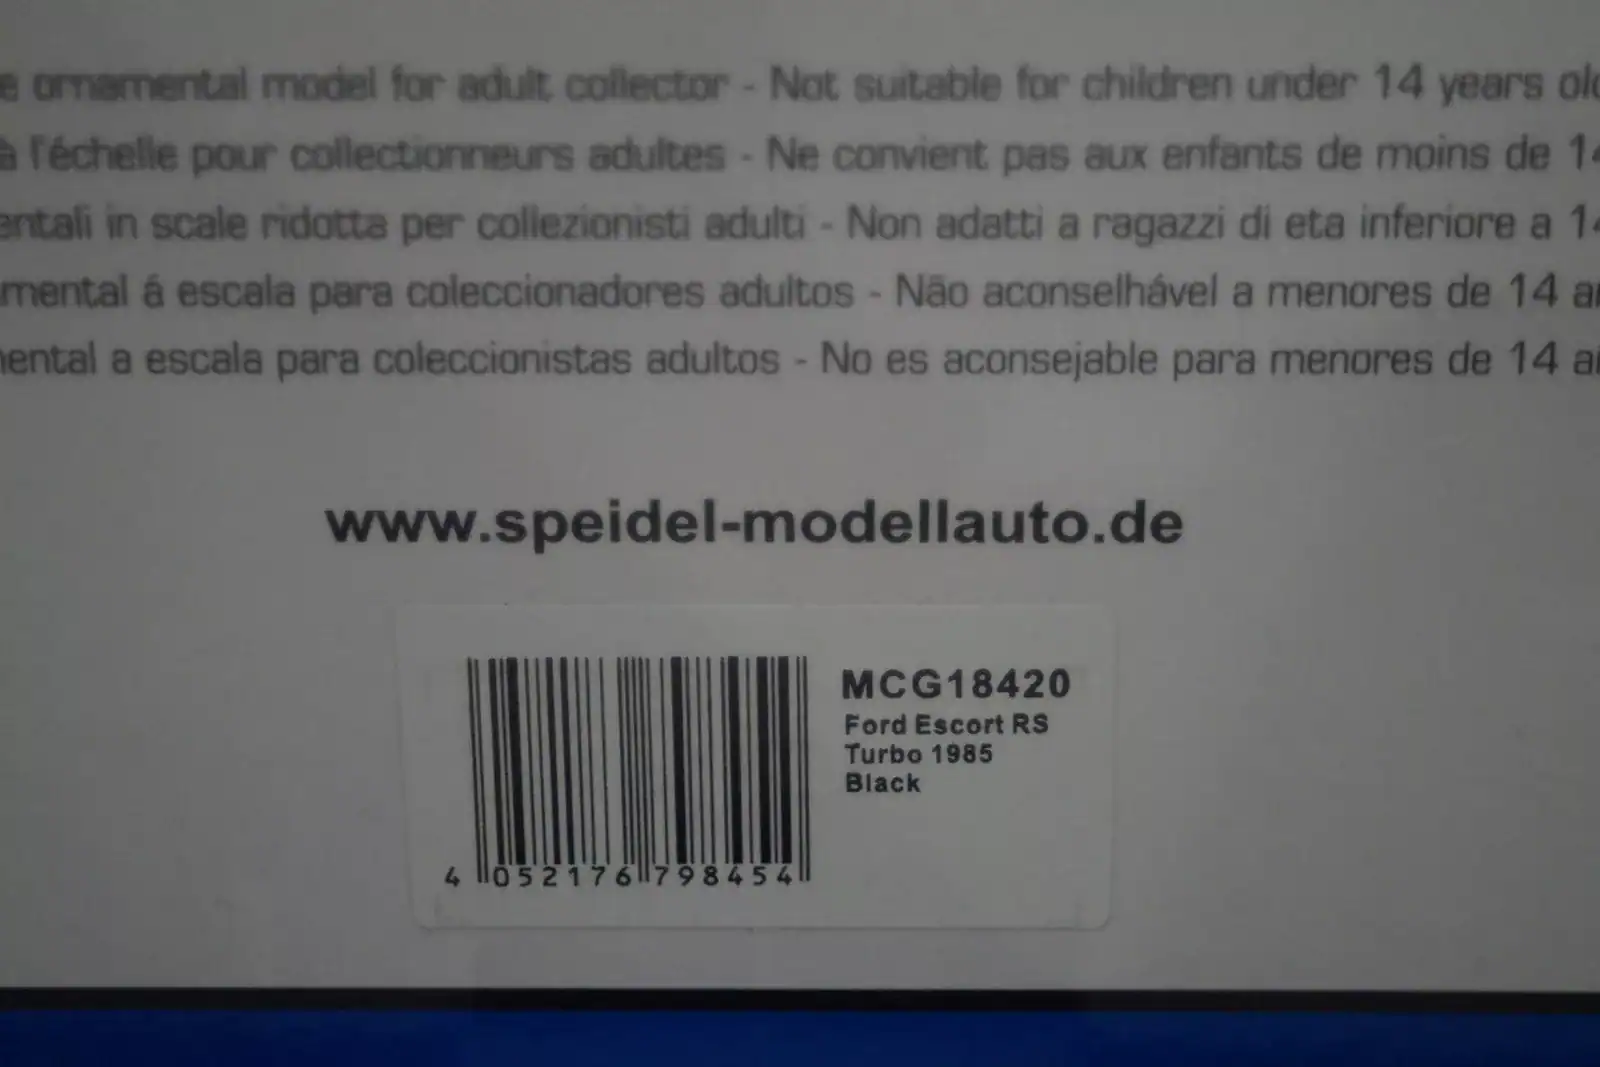 e ornamental model for adult collector - Not suitable for children under 14 years old
à l'échelle pour collectionneurs adultes - Ne convient pas aux enfants de moins de 14
entali in scale ridotta per collezionisti adulti - Non adatti a ragazzi di eta inferiore a 14
mental á escala para coleccionadores adultos - Não aconselhável a menores de 14 a
ental a escala para coleccionistas adultos - No es aconsejable para menores de 14 a
www.speidel-modellauto.de
MCG18420
Ford Escort RS
Turbo 1985
Black
4 052176 798454